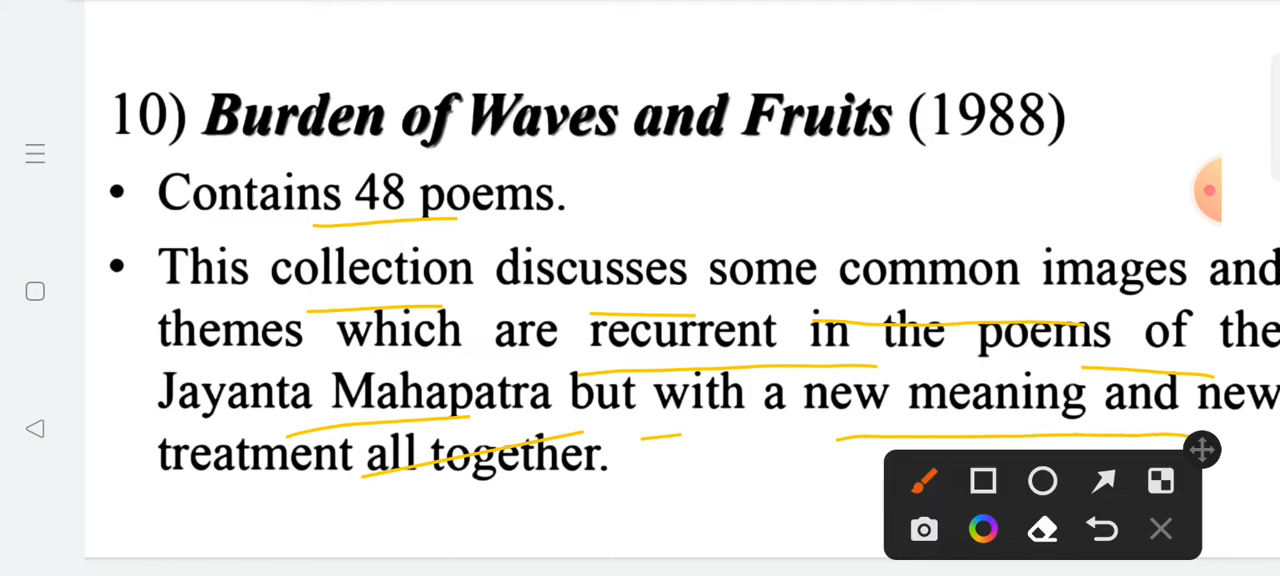 10) Burden of Waves and Fruits (1988)
• Contains 48 poems.
• This collection discusses some common images and
themes which are recurrent in the poems of the
Jayanta Mahapatra but with a new meaning and new
treatment all together.